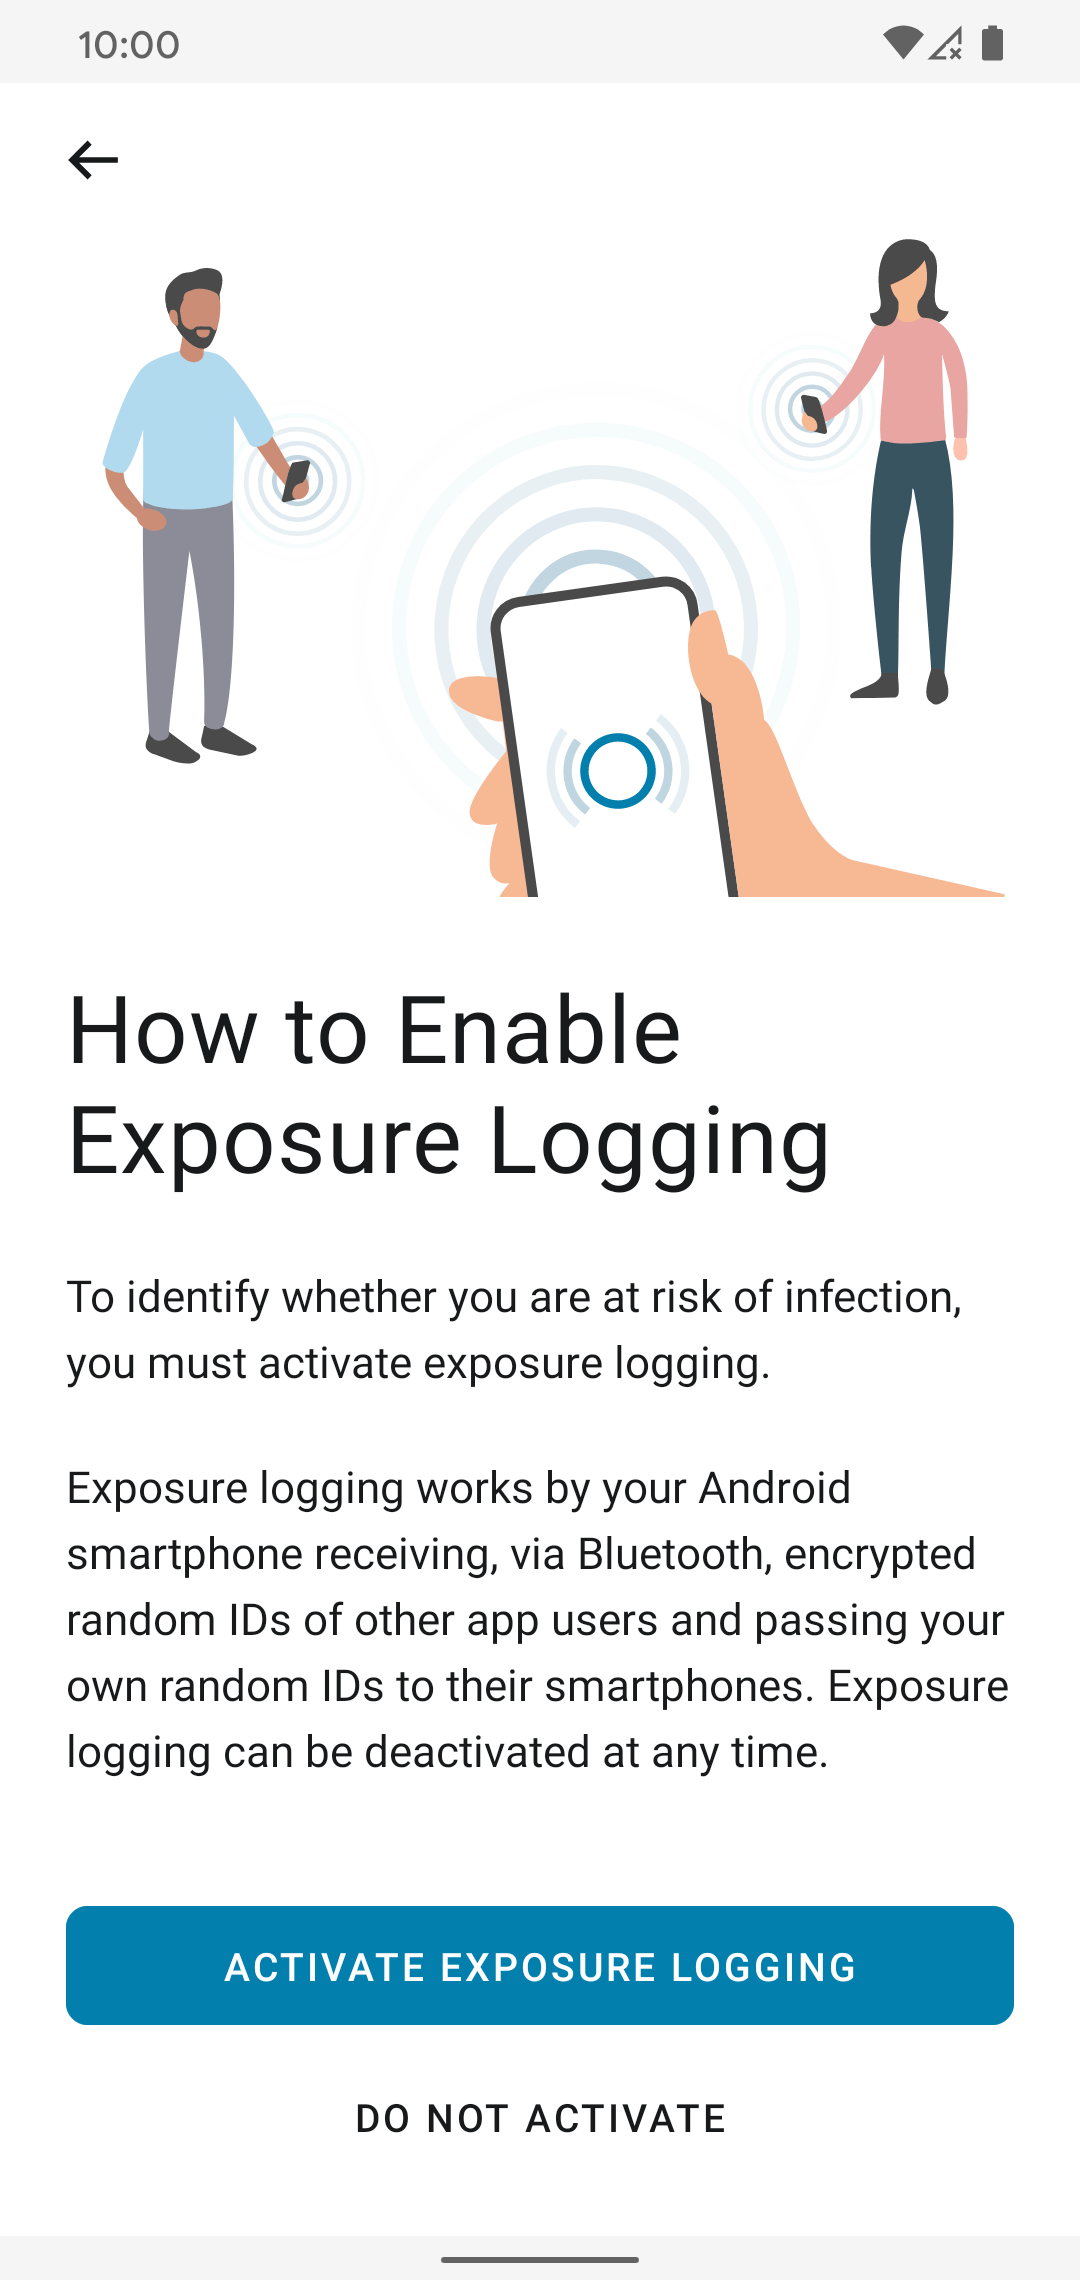 10:00
How to Enable
Exposure Logging
To identify whether you are at risk of infection,
you must activate exposure logging.
Exposure logging works by your Android
smartphone receiving, via Bluetooth, encrypted
random IDs of other app users and passing your
own random IDs to their smartphones. Exposure
logging can be deactivated at any time.
ACTIVATE EXPOSURE LOGGING
DO NOT ACTIVATE